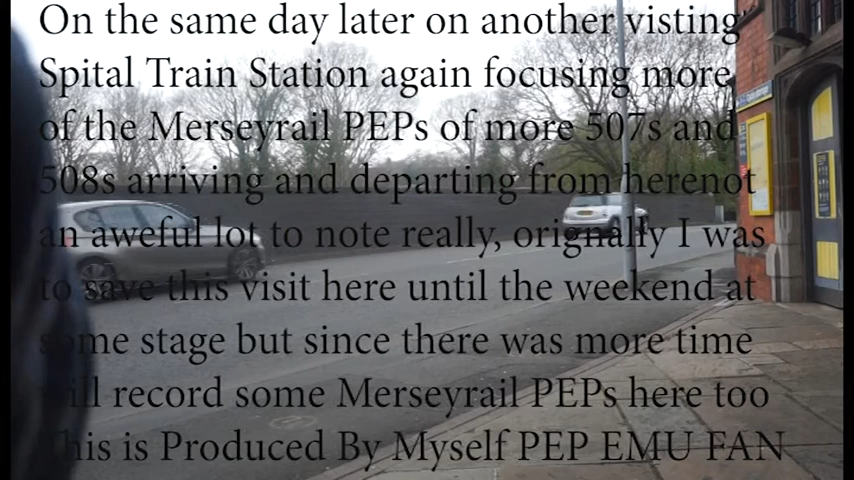 On the same day later on another visting
Spital Train Station again focusing more
of the Merseyrail PEPs of more 507s and
508s arriving and departing from herenot
an aweful lot to note really, orignally I was
to save this visit here until the weekend at
some stage but since there was more time
will record some Merseyrail PEPs here too
This is Produced By Myself PEP EMU FAN